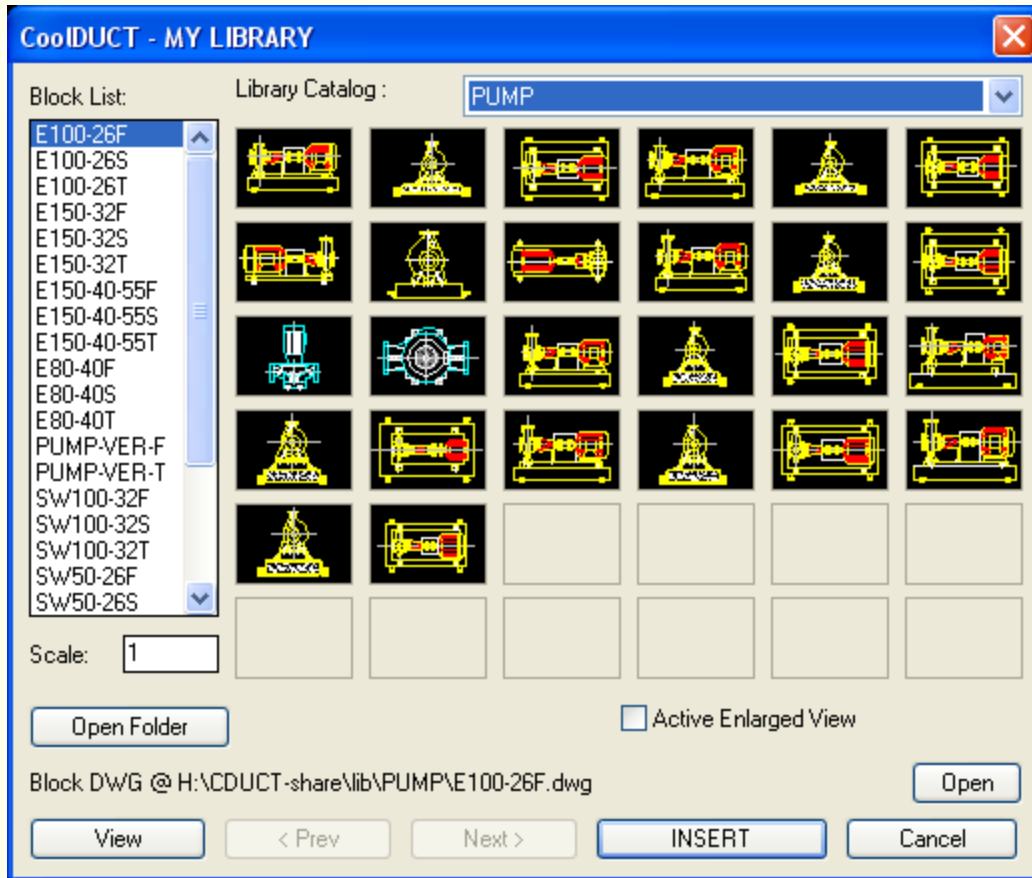 CoolDUCT - MY LIBRARY
Block List:
Library Catalog :
PUMP
E100-26F
E100-26S
E100-26T
E150-32F
E150-32S
E150-32T
E150-40-55F
E150-40-55S
E150-40-55T
E80-40F
E80-40S
E80-40T
PUMP-VER-F
PUMP-VER-T
SW100-32F
SW100-32S
SW100-32T
SW50-26F
SW50-26S
Scale:
1
Open Folder
Active Enlarged View
Block DWG @ H:\CDUCT-share\lib\PUMP\E100-26F.dwg
Open
View
< Prev
Next >
INSERT
Cancel